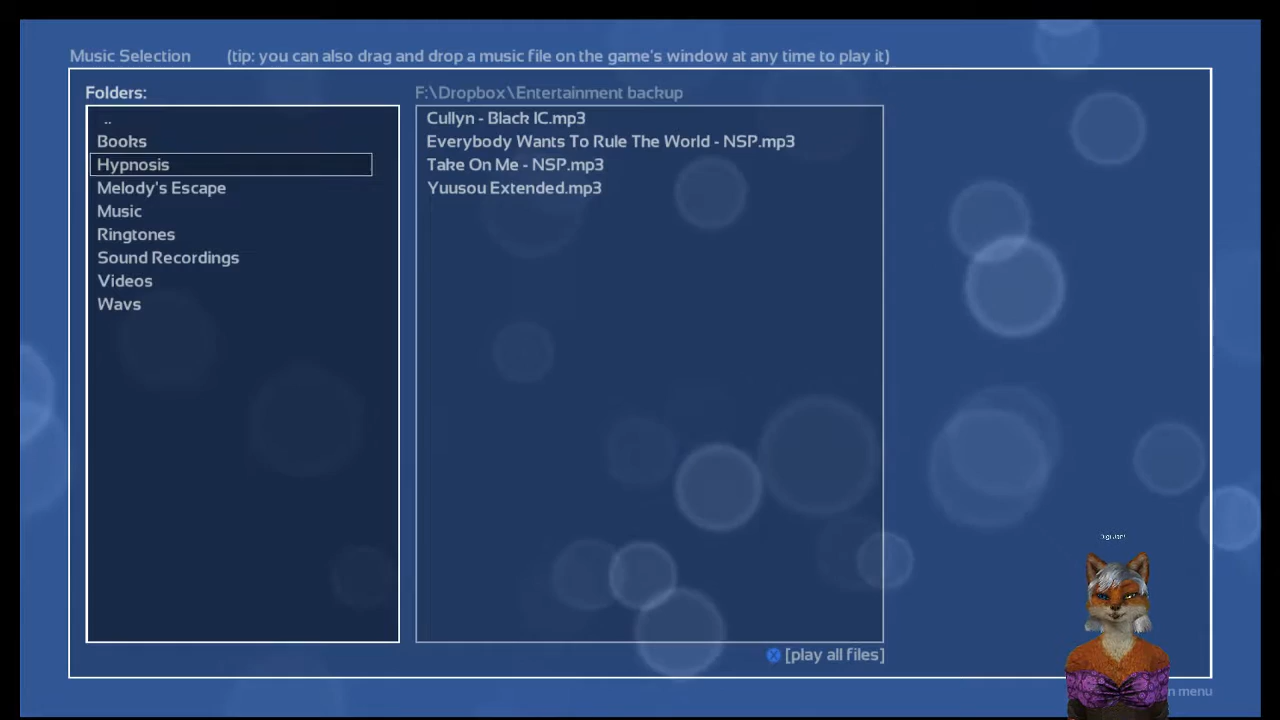 Music Selection (tip: you can also drag and drop a music file on the game's window at any time to play it)
Folders:
..
Books
Hypnosis
Melody's Escape
Music
Ringtones
Sound Recordings
Videos
Wavs
F:\Dropbox\Entertainment backup
Cullyn - Black IC.mp3
Everybody Wants To Rule The World - NSP.mp3
Take On Me - NSP.mp3
Yuusou Extended.mp3
X [play all files]
menu